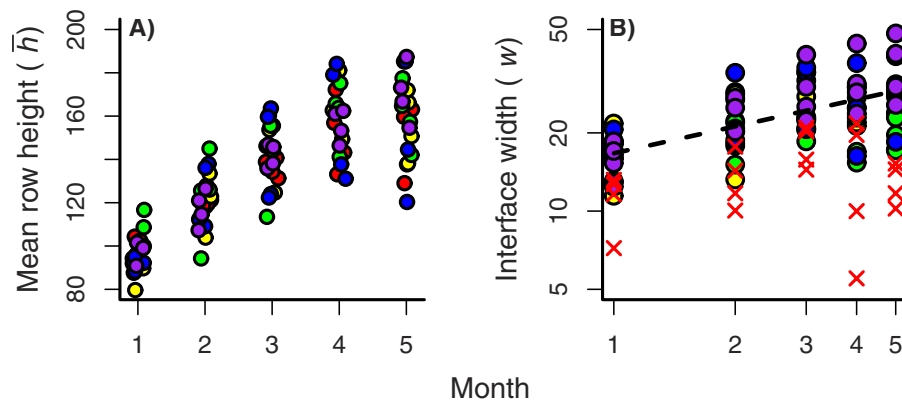 A)
Mean row height ( h̅ )
200
160
120
80
1 2 3 4 5
B)
Interface width ( w )
50
20
10
5
1 2 3 4 5
Month